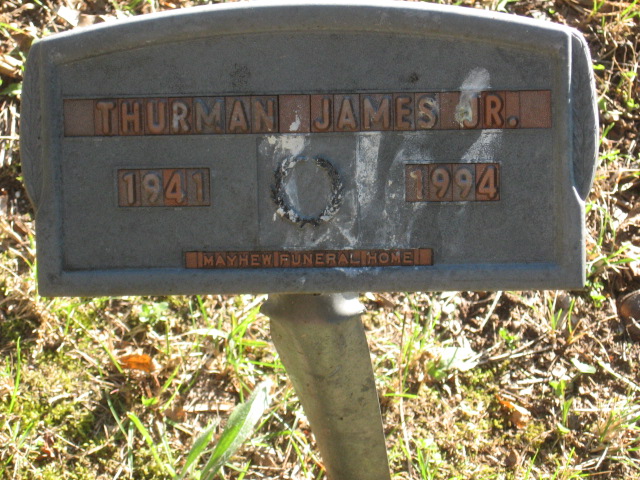 THURMAN JAMES JR.
1941 1994
MAYHEW FUNERAL HOME